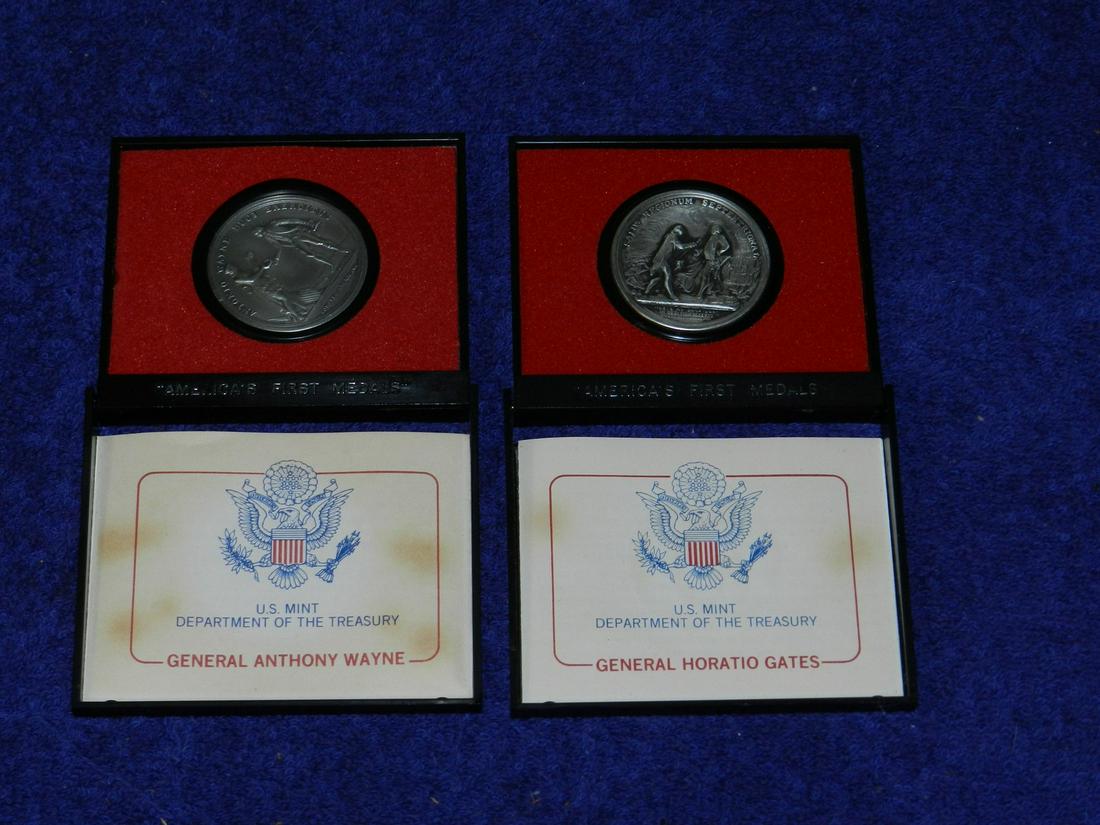 "AMERICA'S FIRST MEDALS"
U.S. MINT
DEPARTMENT OF THE TREASURY
GENERAL ANTHONY WAYNE
SEPTENTRIONAL
"AMERICA'S FIRST MEDALS"
U.S. MINT
DEPARTMENT OF THE TREASURY
GENERAL HORATIO GATES